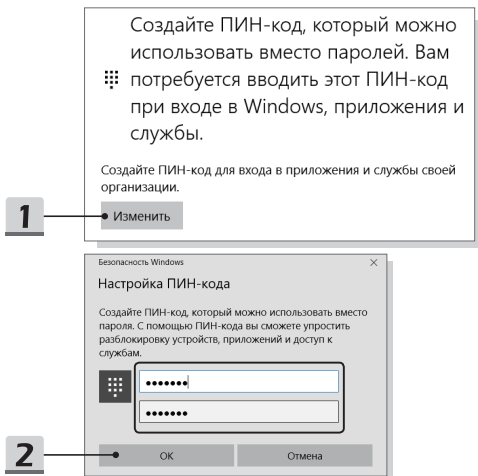 Создайте ПИН-код, который можно
использовать вместо паролей. Вам
потребуется вводить этот ПИН-код
при входе в Windows, приложения и
службы.
Создайте ПИН-код для входа в приложения и службы своей
организации.
1
Изменить
Безопасность Windows
Настройка ПИН-кода
Создайте ПИН-код, который можно использовать вместо
пароля. С помощью ПИН-кода вы сможете упростить
разблокировку устройств, приложений и доступ к
службам.
•••••••
•••••••
2
ОК
Отмена